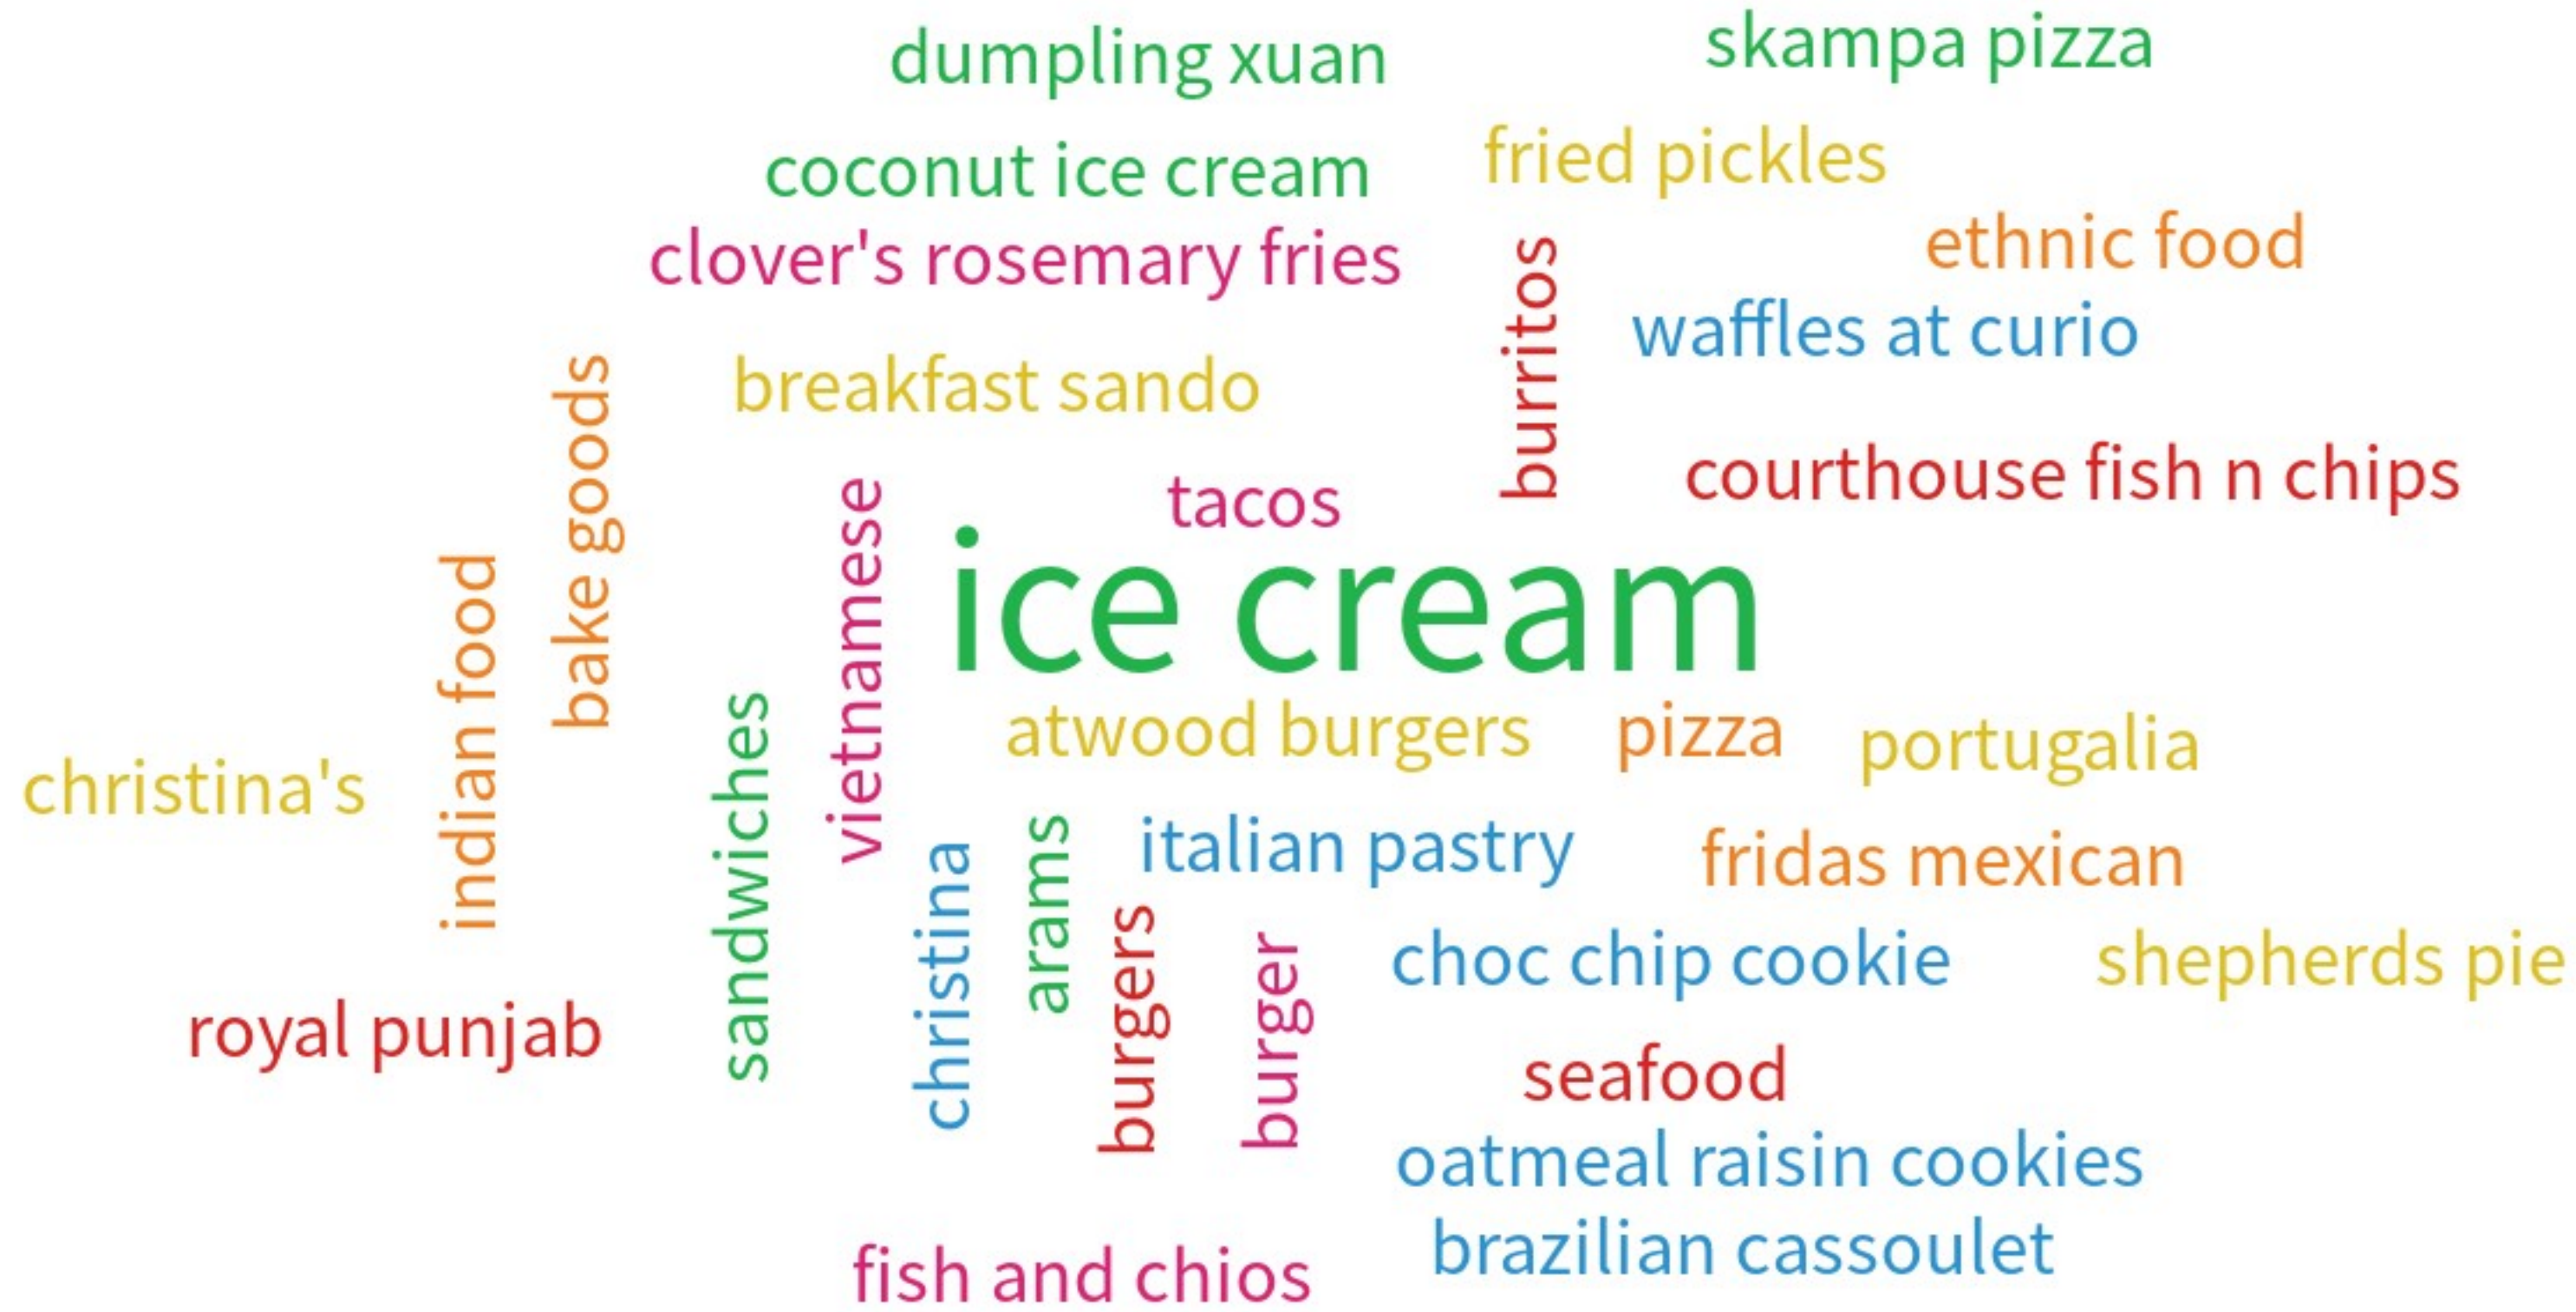 dumpling xuan
skampa pizza
coconut ice cream
fried pickles
clover's rosemary fries
ethnic food
burritos
waffles at curio
breakfast sando
bake goods
courthouse fish n chips
tacos
vietnamese
ice cream
indian food
atwood burgers
pizza
portugalia
christina's
sandwiches
italian pastry
fridas mexican
arams
christina
burgers
burger
choc chip cookie
shepherds pie
royal punjab
seafood
oatmeal raisin cookies
brazilian cassoulet
fish and chios